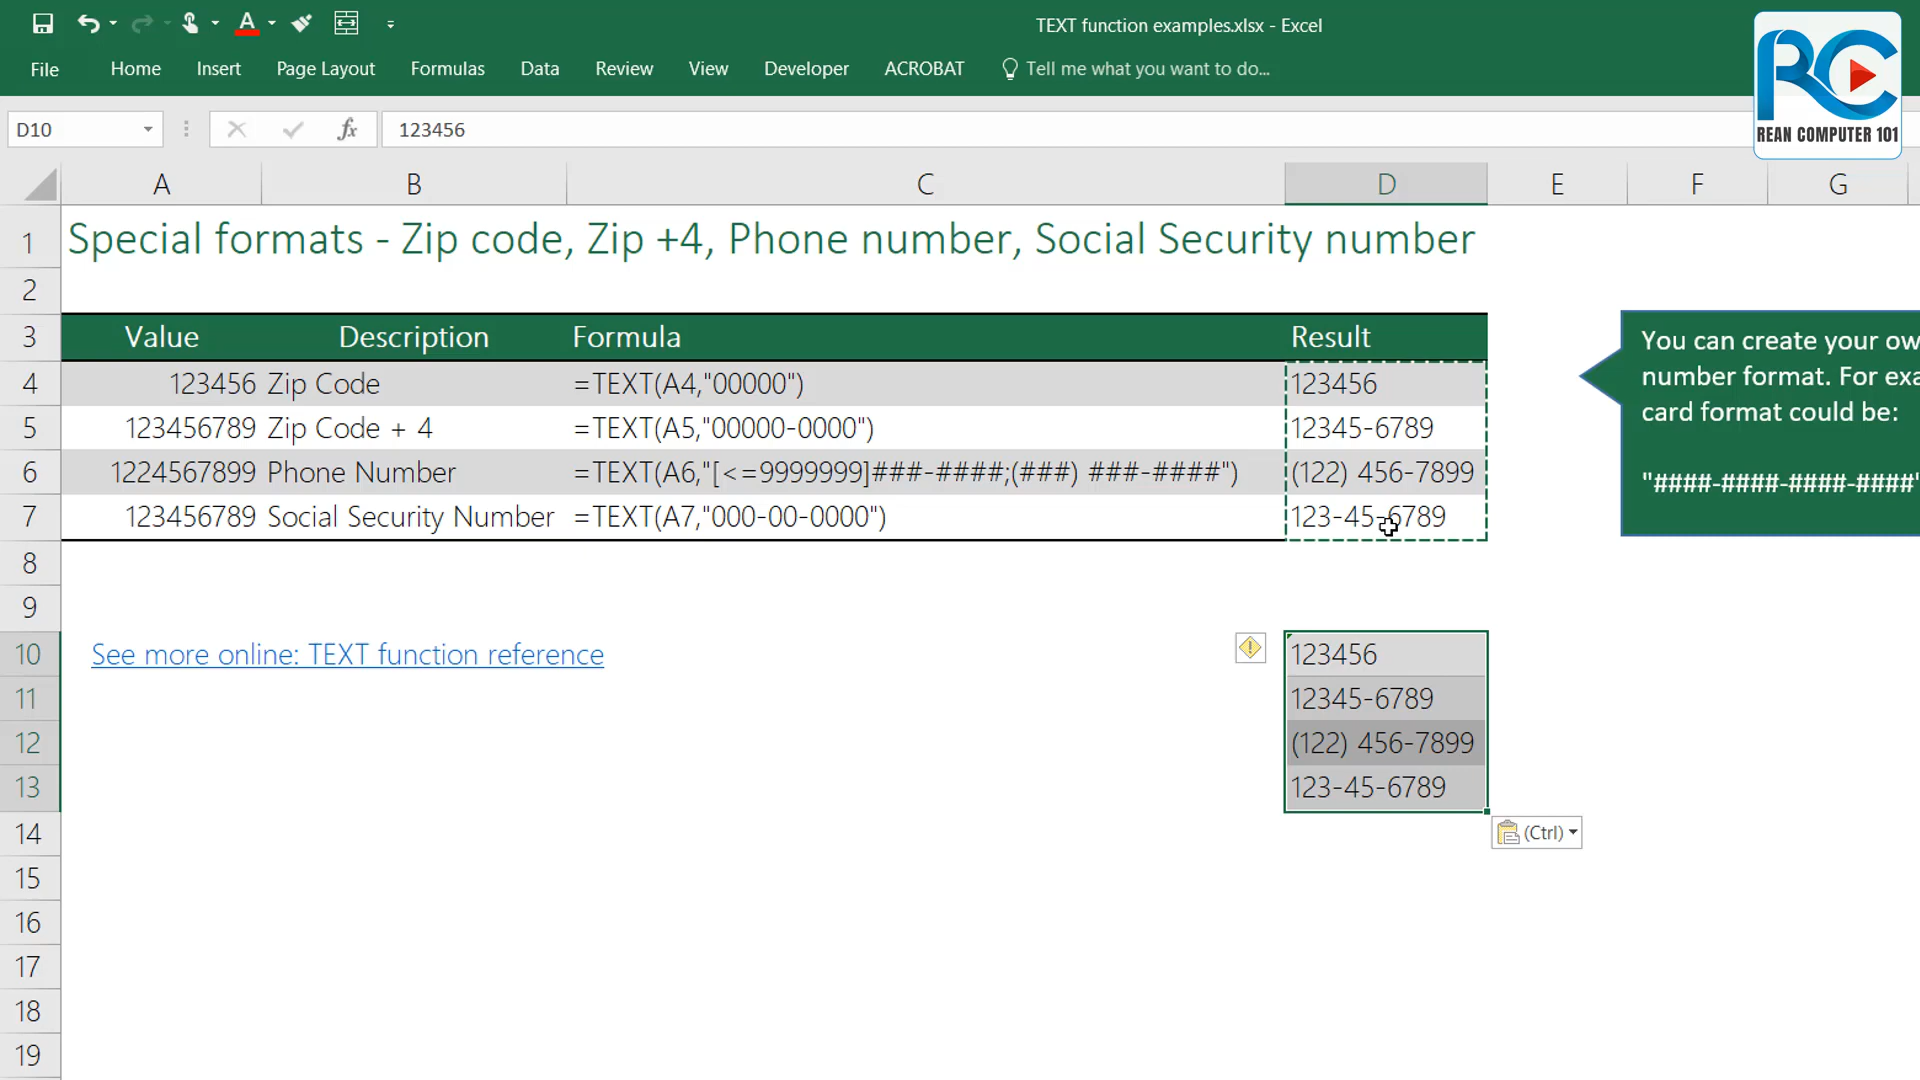 TEXT function examples.xlsx - Excel
File Home Insert Page Layout Formulas Data Review View Developer ACROBAT Tell me what you want to do...
REAN COMPUTER 101
D10 fx 123456
A B C D E F G
1 Special formats - Zip code, Zip +4, Phone number, Social Security number
2
3 Value Description Formula Result
4 123456 Zip Code =TEXT(A4,"00000") 123456
5 123456789 Zip Code + 4 =TEXT(A5,"00000-0000") 12345-6789
6 1224567899 Phone Number =TEXT(A6,"[<=9999999]###-####;(###) ###-####") (122) 456-7899
7 123456789 Social Security Number =TEXT(A7,"000-00-0000") 123-45-6789
You can create your ow
number format. For exa
card format could be:
"####-####-####-####"
8
9
10 See more online: TEXT function reference 123456
11 12345-6789
12 (122) 456-7899
13 123-45-6789
14 (Ctrl)
15
16
17
18
19